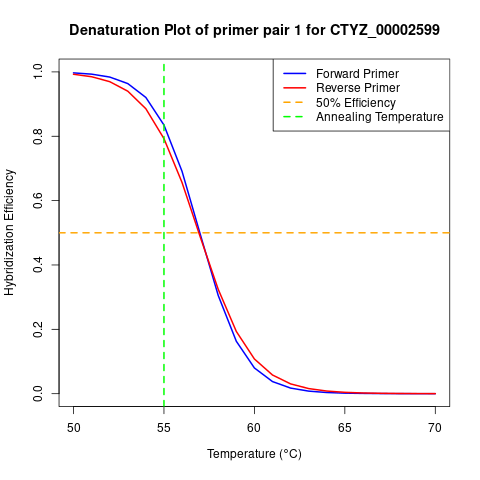 Denaturation Plot of primer pair 1 for CTYZ_00002599
Forward Primer
Reverse Primer
50% Efficiency
Annealing Temperature
Hybridization Efficiency
1.0
0.8
0.6
0.4
0.2
0.0
50 55 60 65 70
Temperature (°C)